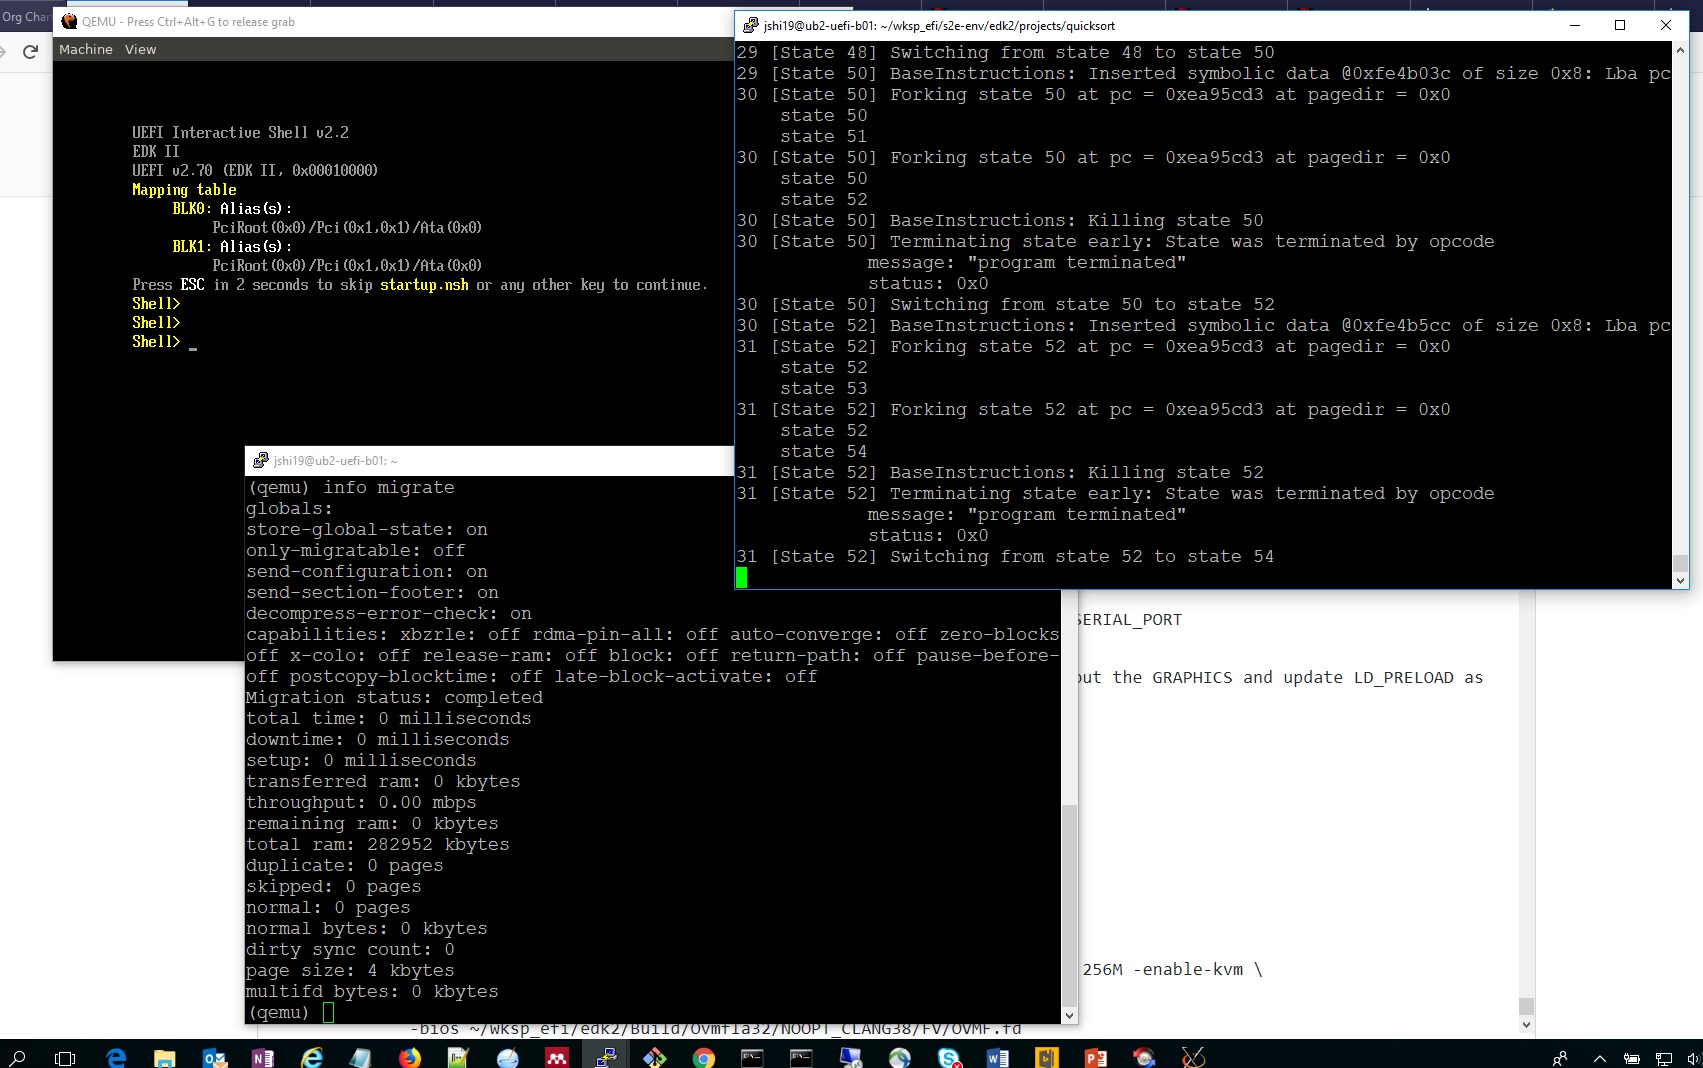 Org Char
QEMU - Press Ctrl+Alt+G to release grab
Machine View
UEFI Interactive Shell v2.2
EDK II
UEFI v2.70 (EDK II, 0x00010000)
Mapping table
BLK0: Alias(s):
PciRoot(0x0)/Pci(0x1,0x1)/Ata(0x0)
BLK1: Alias(s):
PciRoot(0x0)/Pci(0x1,0x1)/Ata(0x0)
Press ESC in 2 seconds to skip startup.nsh or any other key to continue.
Shell>
Shell>
Shell> _
jshi19@ub2-uefi-b01: ~/wksp_efi/s2e-env/edk2/projects/quicksort
29 [State 48] Switching from state 48 to state 50
29 [State 50] BaseInstructions: Inserted symbolic data @0xfe4b03c of size 0x8: Lba pc
30 [State 50] Forking state 50 at pc = 0xea95cd3 at pagedir = 0x0
state 50
state 51
30 [State 50] Forking state 50 at pc = 0xea95cd3 at pagedir = 0x0
state 50
state 52
30 [State 50] BaseInstructions: Killing state 50
30 [State 50] Terminating state early: State was terminated by opcode
message: "program terminated"
status: 0x0
30 [State 50] Switching from state 50 to state 52
30 [State 52] BaseInstructions: Inserted symbolic data @0xfe4b5cc of size 0x8: Lba pc
31 [State 52] Forking state 52 at pc = 0xea95cd3 at pagedir = 0x0
state 52
state 53
31 [State 52] Forking state 52 at pc = 0xea95cd3 at pagedir = 0x0
state 52
state 54
31 [State 52] BaseInstructions: Killing state 52
31 [State 52] Terminating state early: State was terminated by opcode
message: "program terminated"
status: 0x0
31 [State 52] Switching from state 52 to state 54
jshi19@ub2-uefi-b01: ~
(qemu) info migrate
globals:
store-global-state: on
only-migratable: off
send-configuration: on
send-section-footer: on
decompress-error-check: on
capabilities: xbzrle: off rdma-pin-all: off auto-converge: off zero-blocks
off x-colo: off release-ram: off block: off return-path: off pause-before-
off postcopy-blocktime: off late-block-activate: off
Migration status: completed
total time: 0 milliseconds
downtime: 0 milliseconds
setup: 0 milliseconds
transferred ram: 0 kbytes
throughput: 0.00 mbps
remaining ram: 0 kbytes
total ram: 282952 kbytes
duplicate: 0 pages
skipped: 0 pages
normal: 0 pages
normal bytes: 0 kbytes
dirty sync count: 0
page size: 4 kbytes
multifd bytes: 0 kbytes
(qemu)
SERIAL_PORT
out the GRAPHICS and update LD_PRELOAD as
256M -enable-kvm \
-bios ~/wksp_efi/edk2/Build/OvmfIa32/NOOPT_CLANG38/FV/OVMF.fd